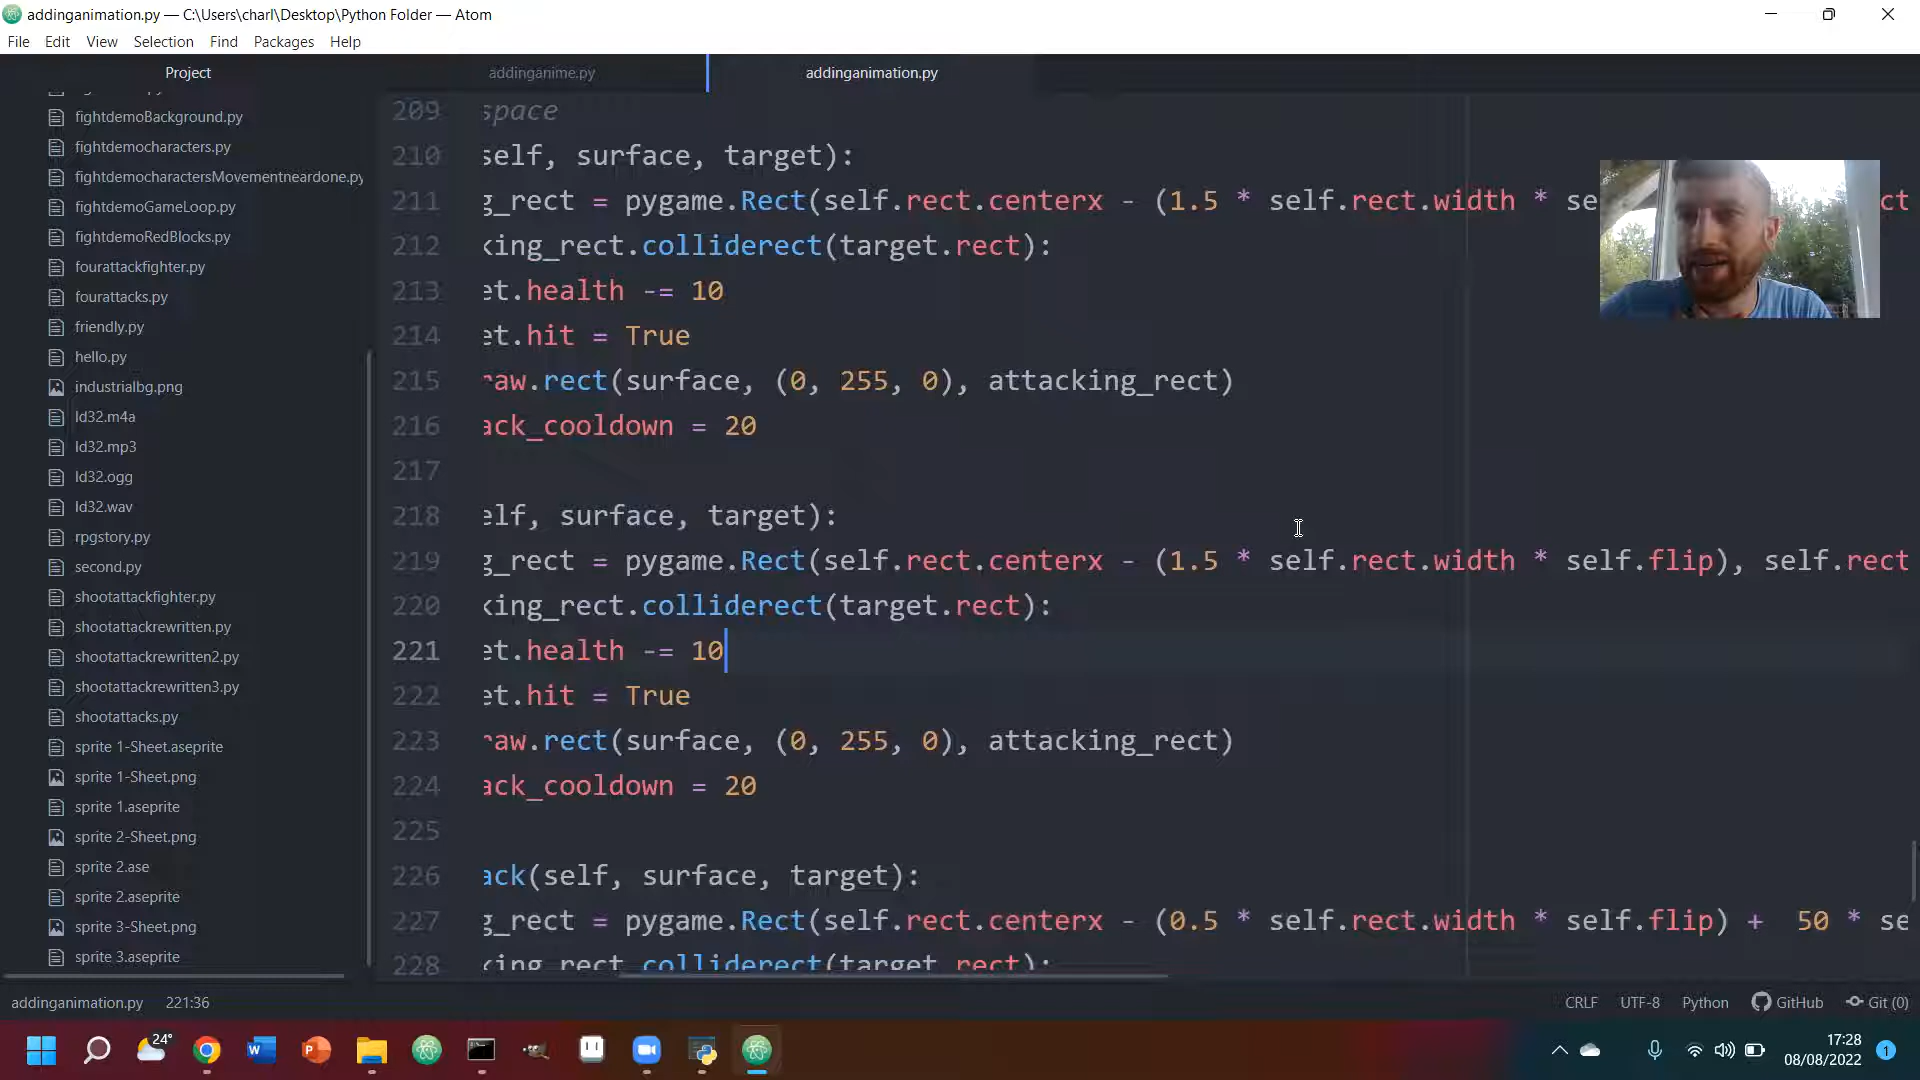 addinganimation.py — C:\Users\charl\Desktop\Python Folder — Atom
File Edit View Selection Find Packages Help
Project
addinganime.py
addinganimation.py
fightdemoBackground.py
fightdemocharacters.py
fightdemocharactersMovementneardone.py
fightdemoGameLoop.py
fightdemoRedBlocks.py
fourattackfighter.py
fourattacks.py
friendly.py
hello.py
industrialbg.png
ld32.m4a
ld32.mp3
ld32.ogg
ld32.wav
rpgstory.py
second.py
shootattackfighter.py
shootattackrewritten.py
shootattackrewritten2.py
shootattackrewritten3.py
shootattacks.py
sprite 1-Sheet.aseprite
sprite 1-Sheet.png
sprite 1.aseprite
sprite 2-Sheet.png
sprite 2.ase
sprite 2.aseprite
sprite 3-Sheet.png
sprite 3.aseprite
209 space
210 self, surface, target):
211 g_rect = pygame.Rect(self.rect.centerx - (1.5 * self.rect.width * se ct
212 king_rect.colliderect(target.rect):
213 et.health -= 10
214 et.hit = True
215 raw.rect(surface, (0, 255, 0), attacking_rect)
216 ack_cooldown = 20
217
218 elf, surface, target):
219 g_rect = pygame.Rect(self.rect.centerx - (1.5 * self.rect.width * self.flip), self.rect
220 king_rect.colliderect(target.rect):
221 et.health -= 10
222 et.hit = True
223 raw.rect(surface, (0, 255, 0), attacking_rect)
224 ack_cooldown = 20
225
226 ack(self, surface, target):
227 g_rect = pygame.Rect(self.rect.centerx - (0.5 * self.rect.width * self.flip) + 50 * se
228 king_rect.colliderect(target.rect):
addinganimation.py 221:36
CRLF UTF-8 Python GitHub Git (0)
24°
17:28
08/08/2022
1